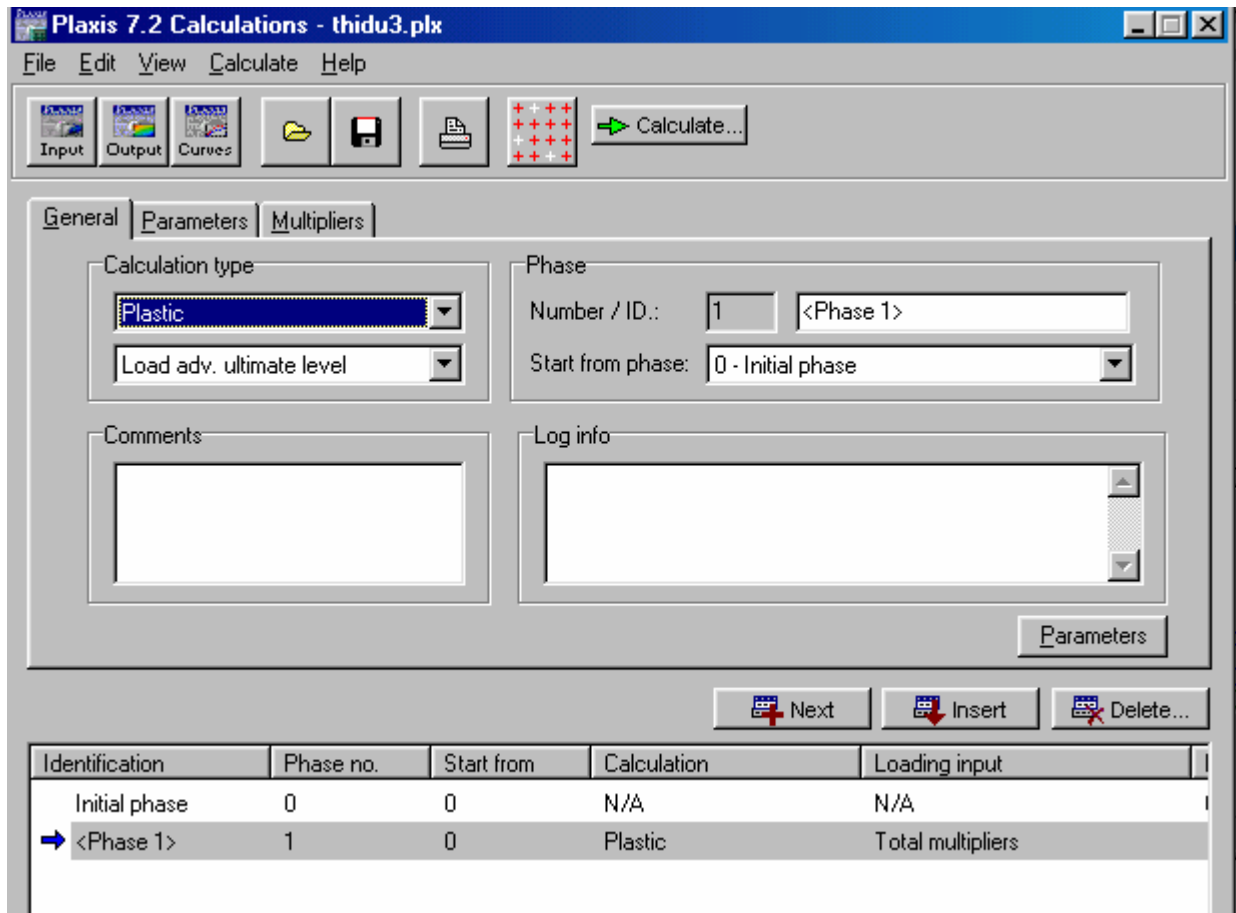 Plaxis 7.2 Calculations - thidu3.plx
File Edit View Calculate Help
Input Output Curves Calculate...
General Parameters Multipliers
Calculation type Phase
Plastic Number / ID.: 1 <Phase 1>
Load adv. ultimate level Start from phase: 0 - Initial phase
Comments Log info
Parameters
Next Insert Delete...
Identification Phase no. Start from Calculation Loading input
Initial phase 0 0 N/A N/A
<Phase 1> 1 0 Plastic Total multipliers